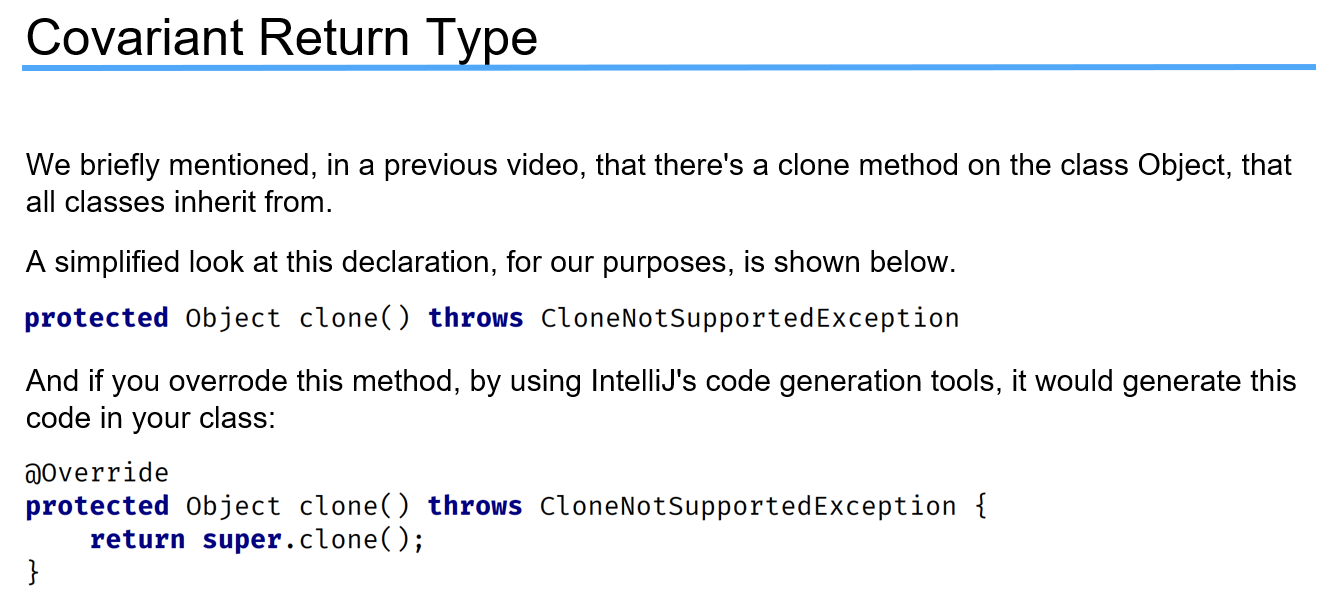 Covariant Return Type
We briefly mentioned, in a previous video, that there's a clone method on the class Object, that
all classes inherit from.
A simplified look at this declaration, for our purposes, is shown below.
protected Object clone() throws CloneNotSupportedException
And if you overrode this method, by using IntelliJ's code generation tools, it would generate this
code in your class:
@Override
protected Object clone() throws CloneNotSupportedException {
    return super.clone();
}